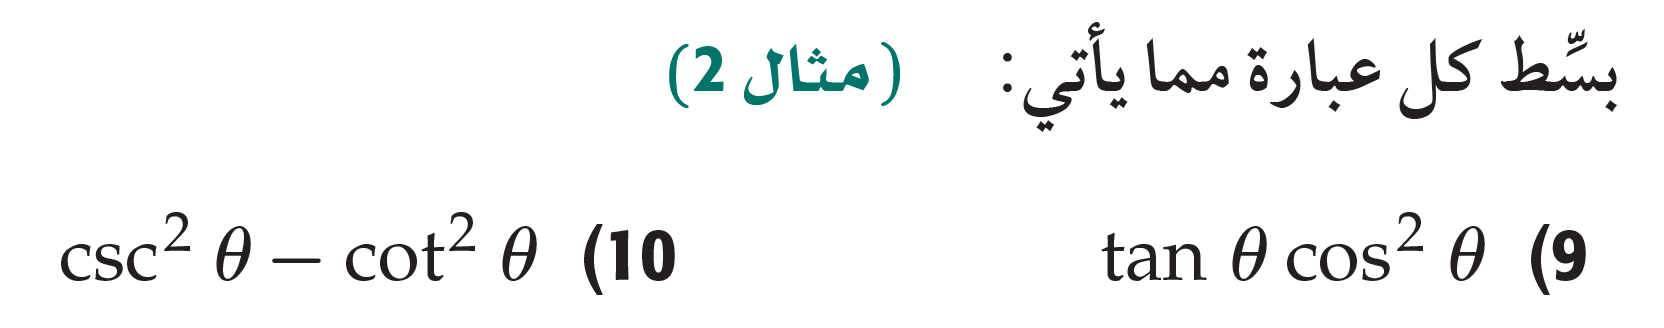 بسِّط كل عبارة مما يأتي: (مثال 2)
9) tan θ cos² θ 10) csc² θ − cot² θ